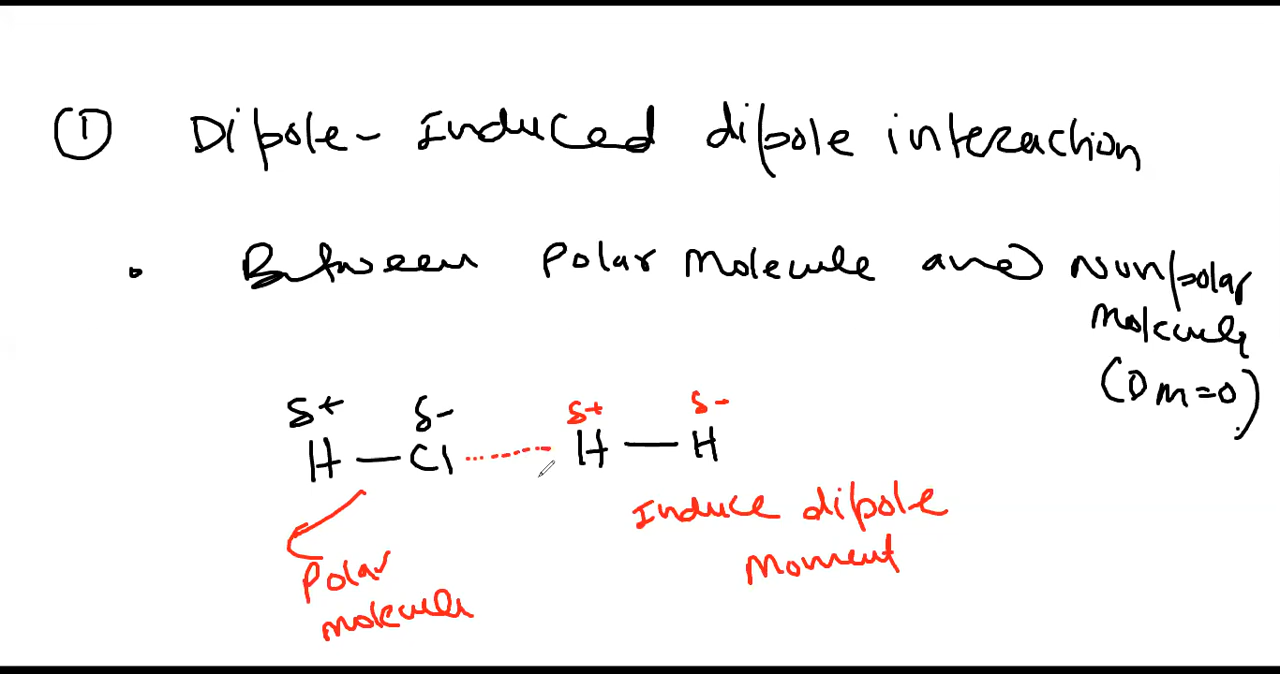 ① Dipole- Induced dipole interaction
• Between polar molecule and Nonpolar
molecule
(DM=0)
δ+ δ- δ+ δ-
H — Cl ........ H — H
Induce dipole
Moment
Polar
molecule